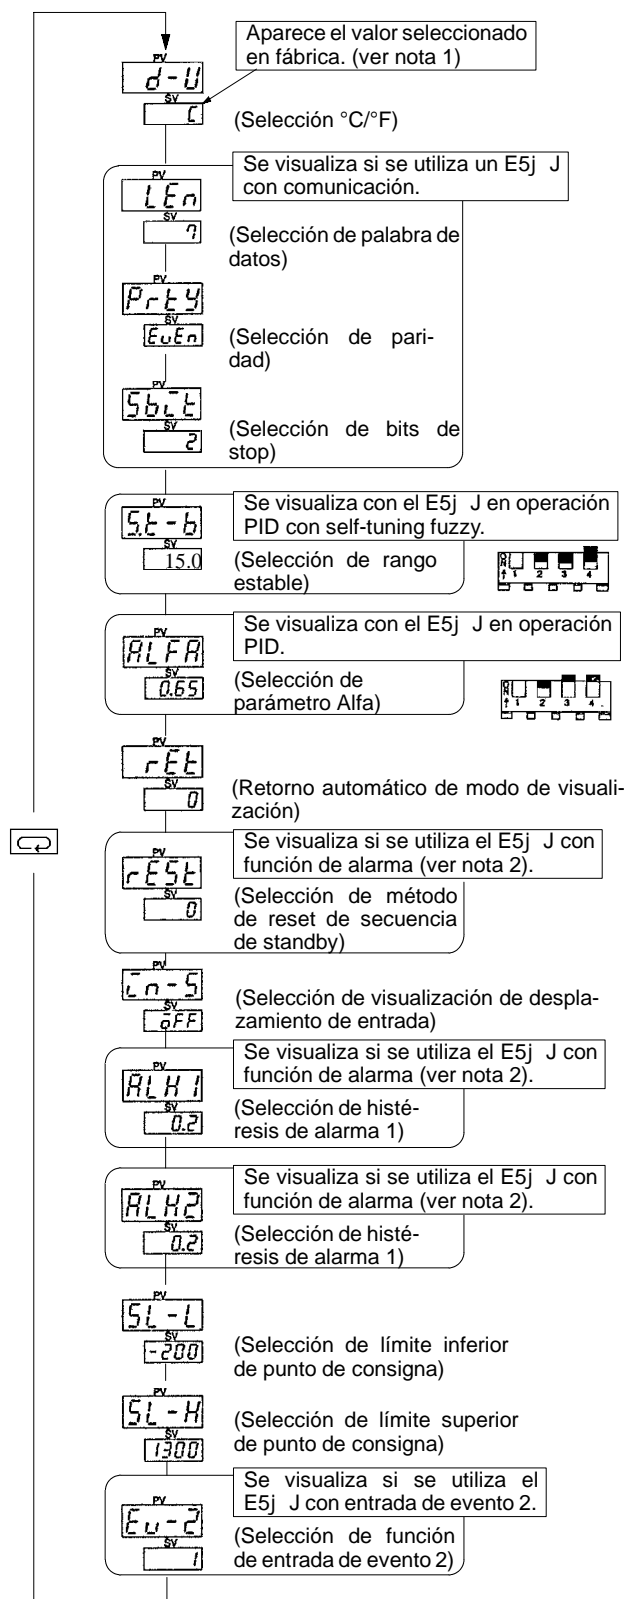 Aparece el valor seleccionado
en fábrica. (ver nota 1)
PV
d-U
SV
C
(Selección °C/°F)
Se visualiza si se utiliza un E5j J
con comunicación.
PV
LEn
SV
7
(Selección de palabra de
datos)
PV
PrtY
SV
EvEn
(Selección de pari-
dad)
PV
Sbit
SV
2
(Selección de bits de
stop)
Se visualiza con el E5j J en operación
PID con self-tuning fuzzy.
PV
S.t-b
SV
15.0
(Selección de rango
estable)
ON
1 2 3 4
Se visualiza con el E5j J en operación
PID.
PV
ALFA
SV
0.65
(Selección de
parámetro Alfa)
ON
1 2 3 4
PV
rEt
SV
0
(Retorno automático de modo de visuali-
zación)
Se visualiza si se utiliza el E5j J con
función de alarma (ver nota 2).
PV
rESt
SV
0
(Selección de método
de reset de secuencia
de standby)
PV
in-S
SV
oFF
(Selección de visualización de despla-
zamiento de entrada)
Se visualiza si se utiliza el E5j J con
función de alarma (ver nota 2).
PV
ALH1
SV
0.2
(Selección de histé-
resis de alarma 1)
Se visualiza si se utiliza el E5j J con
función de alarma (ver nota 2).
PV
ALH2
SV
0.2
(Selección de histé-
resis de alarma 1)
PV
SL-L
SV
-200
(Selección de límite inferior
de punto de consigna)
PV
SL-H
SV
1300
(Selección de límite superior
de punto de consigna)
Se visualiza si se utiliza el
E5j J con entrada de evento 2.
PV
Ev-2
SV
1
(Selección de función
de entrada de evento 2)